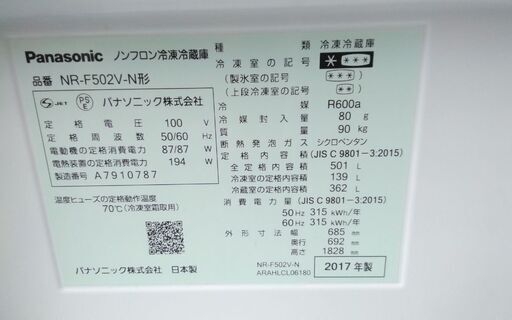 Panasonic ノンフロン冷凍冷蔵庫
品番 NR-F502V-N形
JET PSE パナソニック株式会社
定格電圧 100 V
定格周波数 50/60 Hz
電動機の定格消費電力 87/87 W
電熱装置の定格消費電力 194 W
製造番号 A7910787
温度ヒューズの定格動作温度
70℃(冷凍室霜取用)
パナソニック株式会社 日本製
種類 冷凍冷蔵庫
冷凍室の記号 * ***
(製氷室の記号) (***)
(上段冷凍室の記号) (**)
冷媒 R600a
冷媒封入量 80 g
質量 90 kg
断熱発泡ガス シクロペンタン
定格内容積 (JIS C 9801-3:2015)
全定格内容積 501 L
冷凍室の定格内容積 139 L
冷蔵室の定格内容積 362 L
消費電力量 (JIS C 9801-3:2015)
50Hz 315 kWh/年
60Hz 315 kWh/年
外形寸法 幅 685 mm
奥行 692 mm
高さ 1828 mm
NR-F502V-N
ARAHLCL06180
2017年製